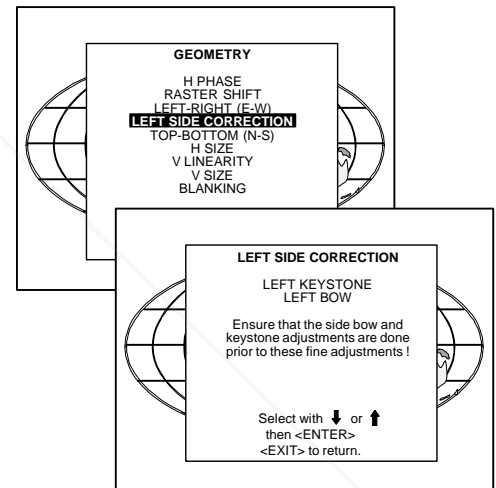 GEOMETRY
H PHASE
RASTER SHIFT
LEFT-RIGHT (E-W)
LEFT SIDE CORRECTION
TOP-BOTTOM (N-S)
H SIZE
V LINEARITY
V SIZE
BLANKING
LEFT SIDE CORRECTION
LEFT KEYSTONE
LEFT BOW
Ensure that the side bow and
keystone adjustments are done
prior to these fine adjustments !
Select with ⬇ or ⬆
then <ENTER>
<EXIT> to return.